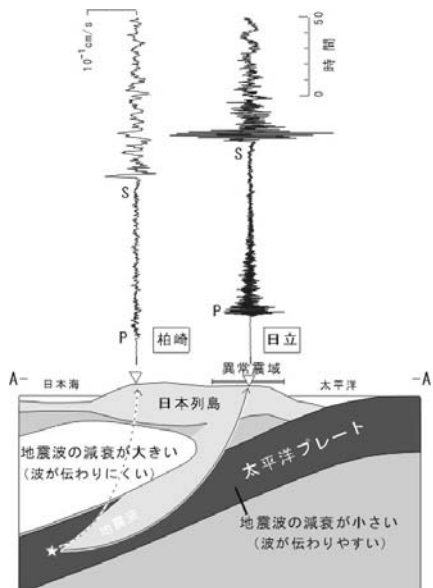 10⁻¹cm/s
50
時間
0
S
S
P
P
柏崎
日立
異常震域
A-
-A
日本海
太平洋
日本列島
地震波の減衰が大きい
(波が伝わりにくい)
太平洋プレート
地震波
地震波の減衰が小さい
(波が伝わりやすい)